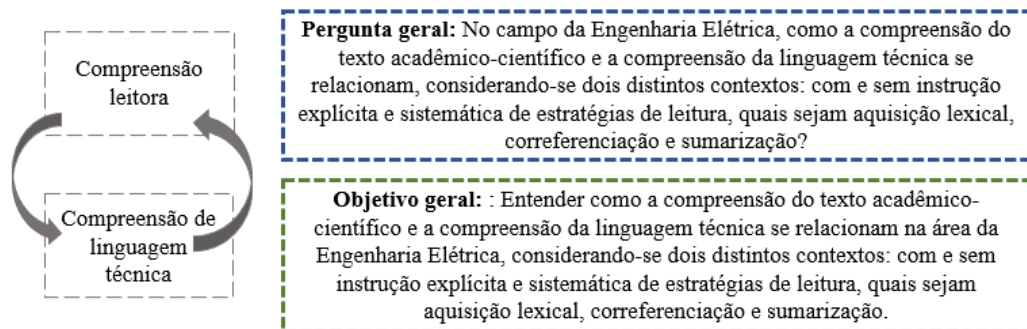 Compreensão
leitora
Compreensão de
linguagem
técnica
Pergunta geral: No campo da Engenharia Elétrica, como a compreensão do
texto acadêmico-científico e a compreensão da linguagem técnica se
relacionam, considerando-se dois distintos contextos: com e sem instrução
explícita e sistemática de estratégias de leitura, quais sejam aquisição lexical,
correferenciação e sumarização?
Objetivo geral: : Entender como a compreensão do texto acadêmico-
científico e a compreensão da linguagem técnica se relacionam na área da
Engenharia Elétrica, considerando-se dois distintos contextos: com e sem
instrução explícita e sistemática de estratégias de leitura, quais sejam
aquisição lexical, correferenciação e sumarização.